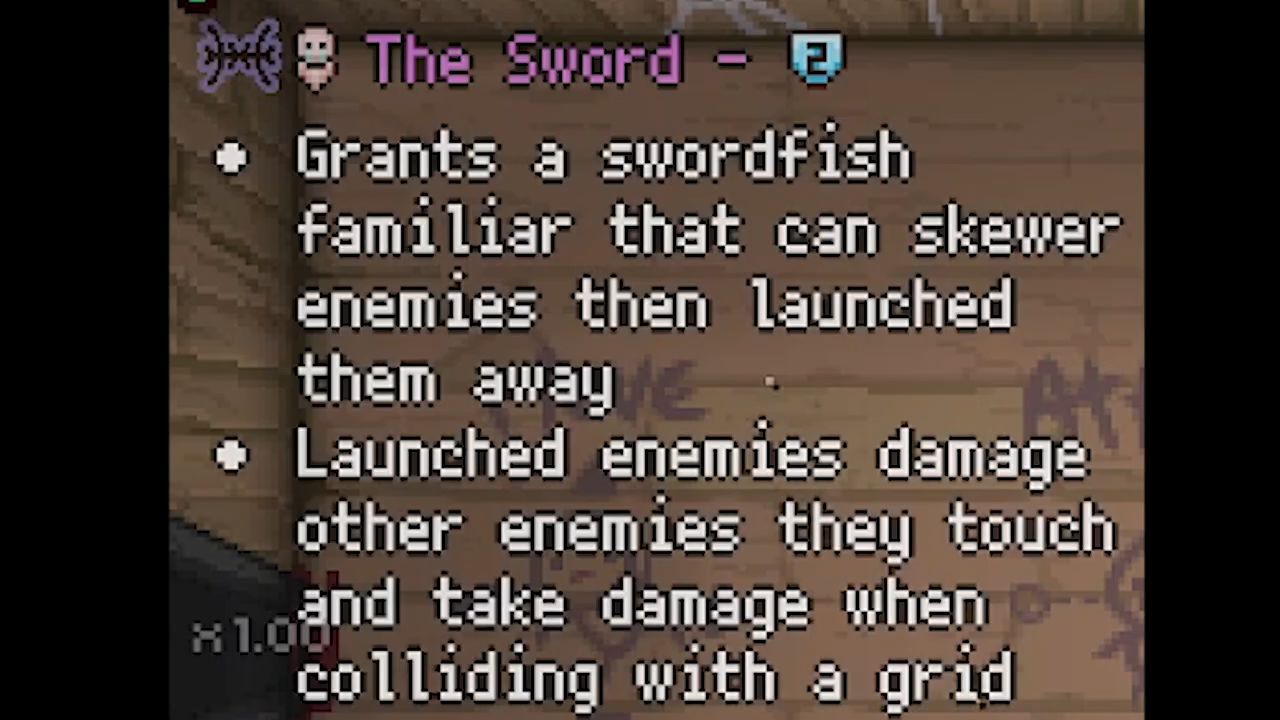 The Sword - 2
Grants a swordfish
familiar that can skewer
enemies then launched
them away
Launched enemies damage
other enemies they touch
and take damage when
x1.00
colliding with a grid